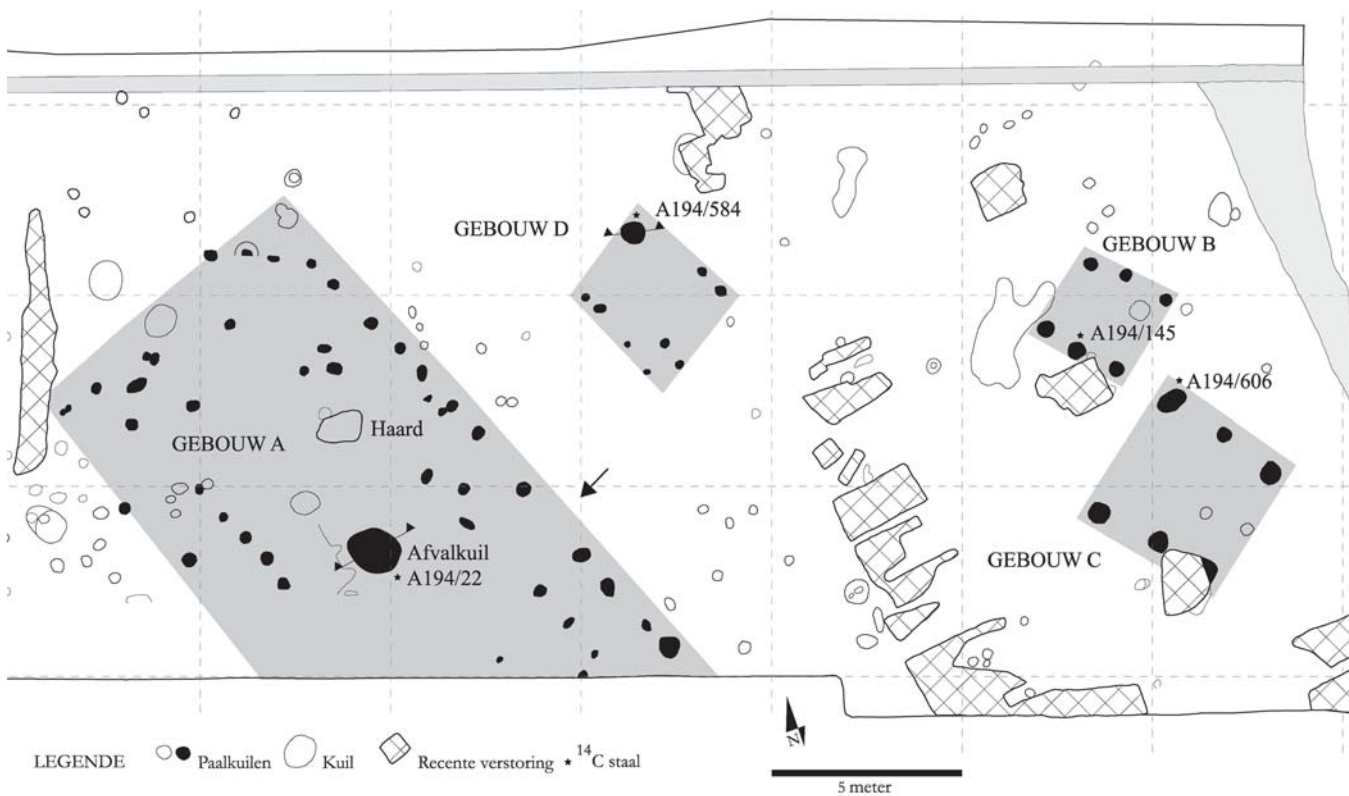 A194/584
GEBOUW D
GEBOUW B
A194/145
A194/606
GEBOUW A
Haard
Afvalkuil
A194/22
GEBOUW C
N
LEGENDE Paalkuilen Kuil Recente verstoring 14C staal
5 meter